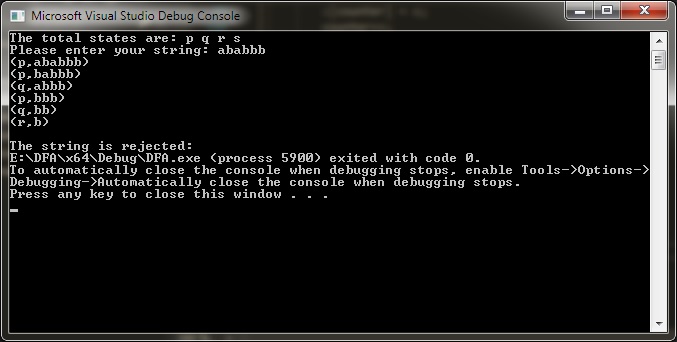 Microsoft Visual Studio Debug Console
The total states are: p q r s
Please enter your string: ababbb
(p,ababbb)
(p,babbb)
(q,abbb)
(p,bbb)
(q,bb)
(r,b)
The string is rejected:
E:\DFA\x64\Debug\DFA.exe (process 5900) exited with code 0.
To automatically close the console when debugging stops, enable Tools->Options->
Debugging->Automatically close the console when debugging stops.
Press any key to close this window . . .